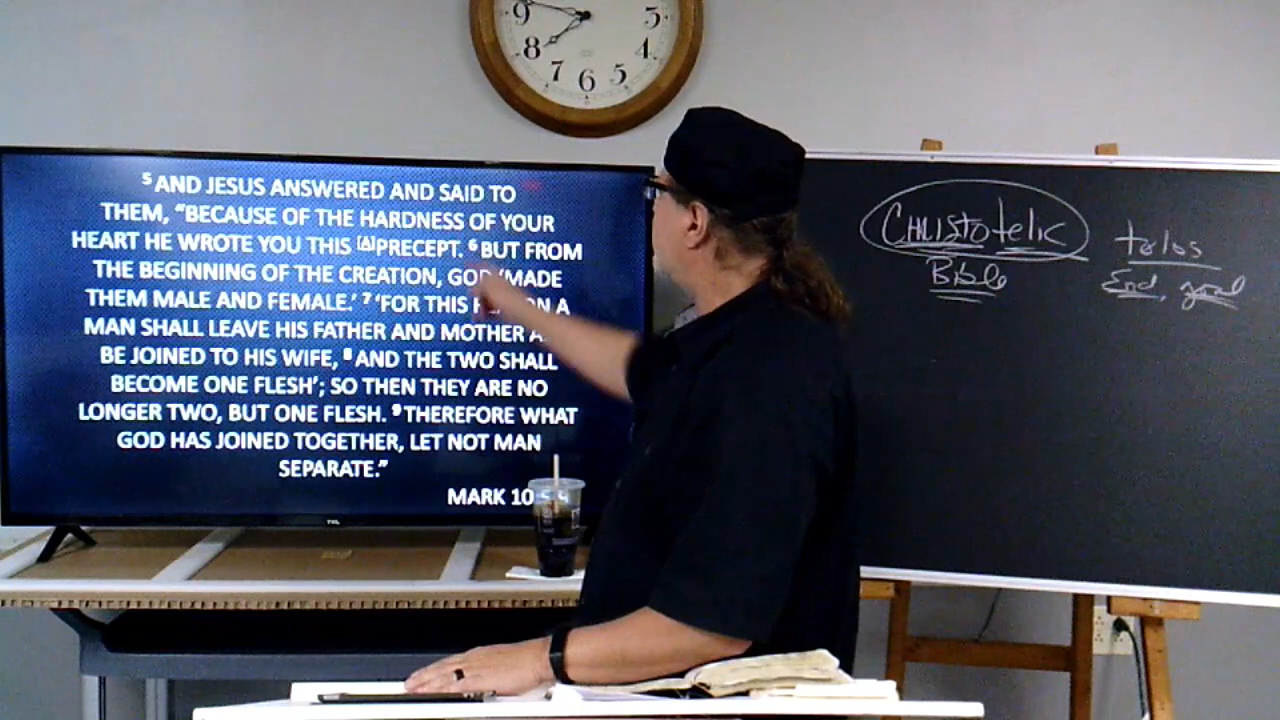 9
8
7
6
5
4
3
⁵ AND JESUS ANSWERED AND SAID TO
THEM, “BECAUSE OF THE HARDNESS OF YOUR
HEART HE WROTE YOU THIS [A]PRECEPT. ⁶ BUT FROM
THE BEGINNING OF THE CREATION, GOD ‘MADE
THEM MALE AND FEMALE.’ ⁷ ‘FOR THIS A
MAN SHALL LEAVE HIS FATHER AND MOTHER
BE JOINED TO HIS WIFE, ⁸ AND THE TWO SHALL
BECOME ONE FLESH’; SO THEN THEY ARE NO
LONGER TWO, BUT ONE FLESH. ⁹ THEREFORE WHAT
GOD HAS JOINED TOGETHER, LET NOT MAN
SEPARATE.”
MARK 10
TCL
CHRISTOTELIC
Bible
telos
End, goal